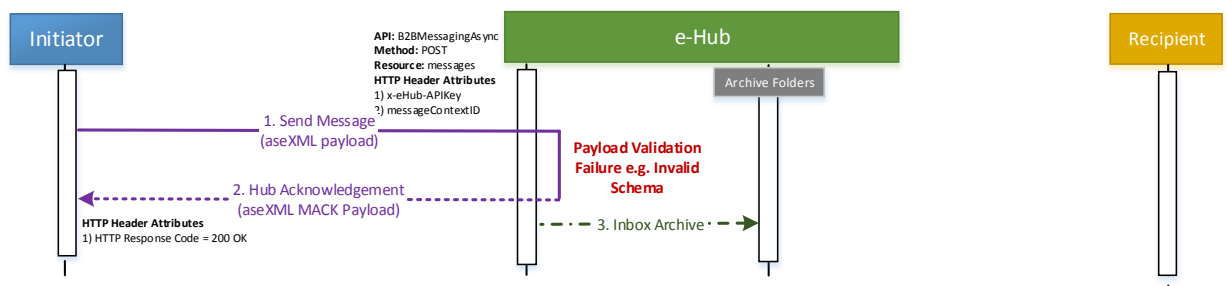 Initiator
API: B2BMessagingAsync
Method: POST
Resource: messages
HTTP Header Attributes
1) x-eHub-APIKey
2) messageContextID
e-Hub
Archive Folders
Recipient
1. Send Message
(aseXML payload)
Payload Validation
Failure e.g. Invalid
Schema
2. Hub Acknowledgement
(aseXML MACK Payload)
HTTP Header Attributes
1) HTTP Response Code = 200 OK
3. Inbox Archive